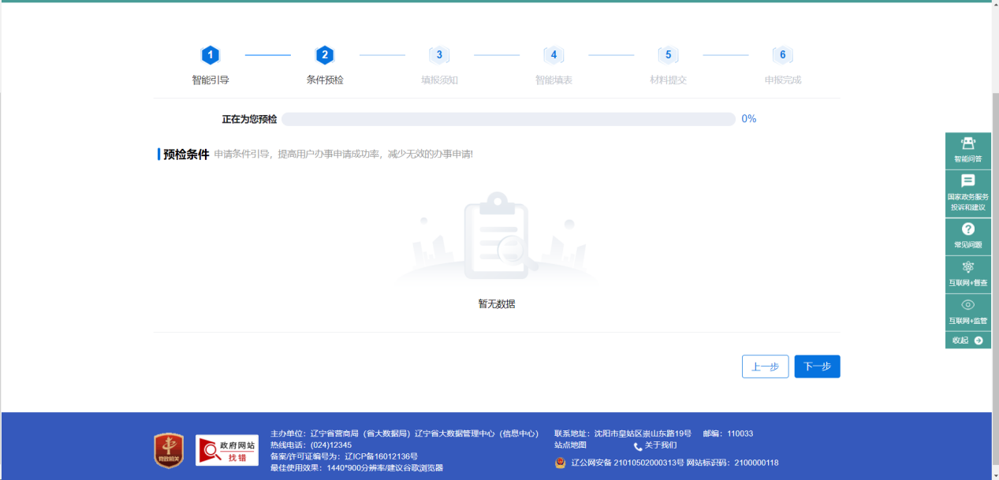 1
2
3
4
5
6
智能引导
条件预检
填报须知
智能填表
材料提交
申报完成
正在为您预检
0%
预检条件 申请条件引导，提高用户办事申请成功率，减少无效的办事申请!
暂无数据
上一步
下一步
智能问答
国家政务服务
投诉和建议
常见问题
互联网+督查
互联网+监管
收起
党政机关
政府网站
找错
主办单位：辽宁省营商局（省大数据局）辽宁省大数据管理中心（信息中心）
热线电话：(024)12345
备案/许可证编号为：辽ICP备16012136号
最佳使用效果：1440*900分辨率/建议谷歌浏览器
联系地址：沈阳市皇姑区崇山东路19号 邮编：110033
站点地图 关于我们
辽公网安备 21010502000313号 网站标识码：2100000118